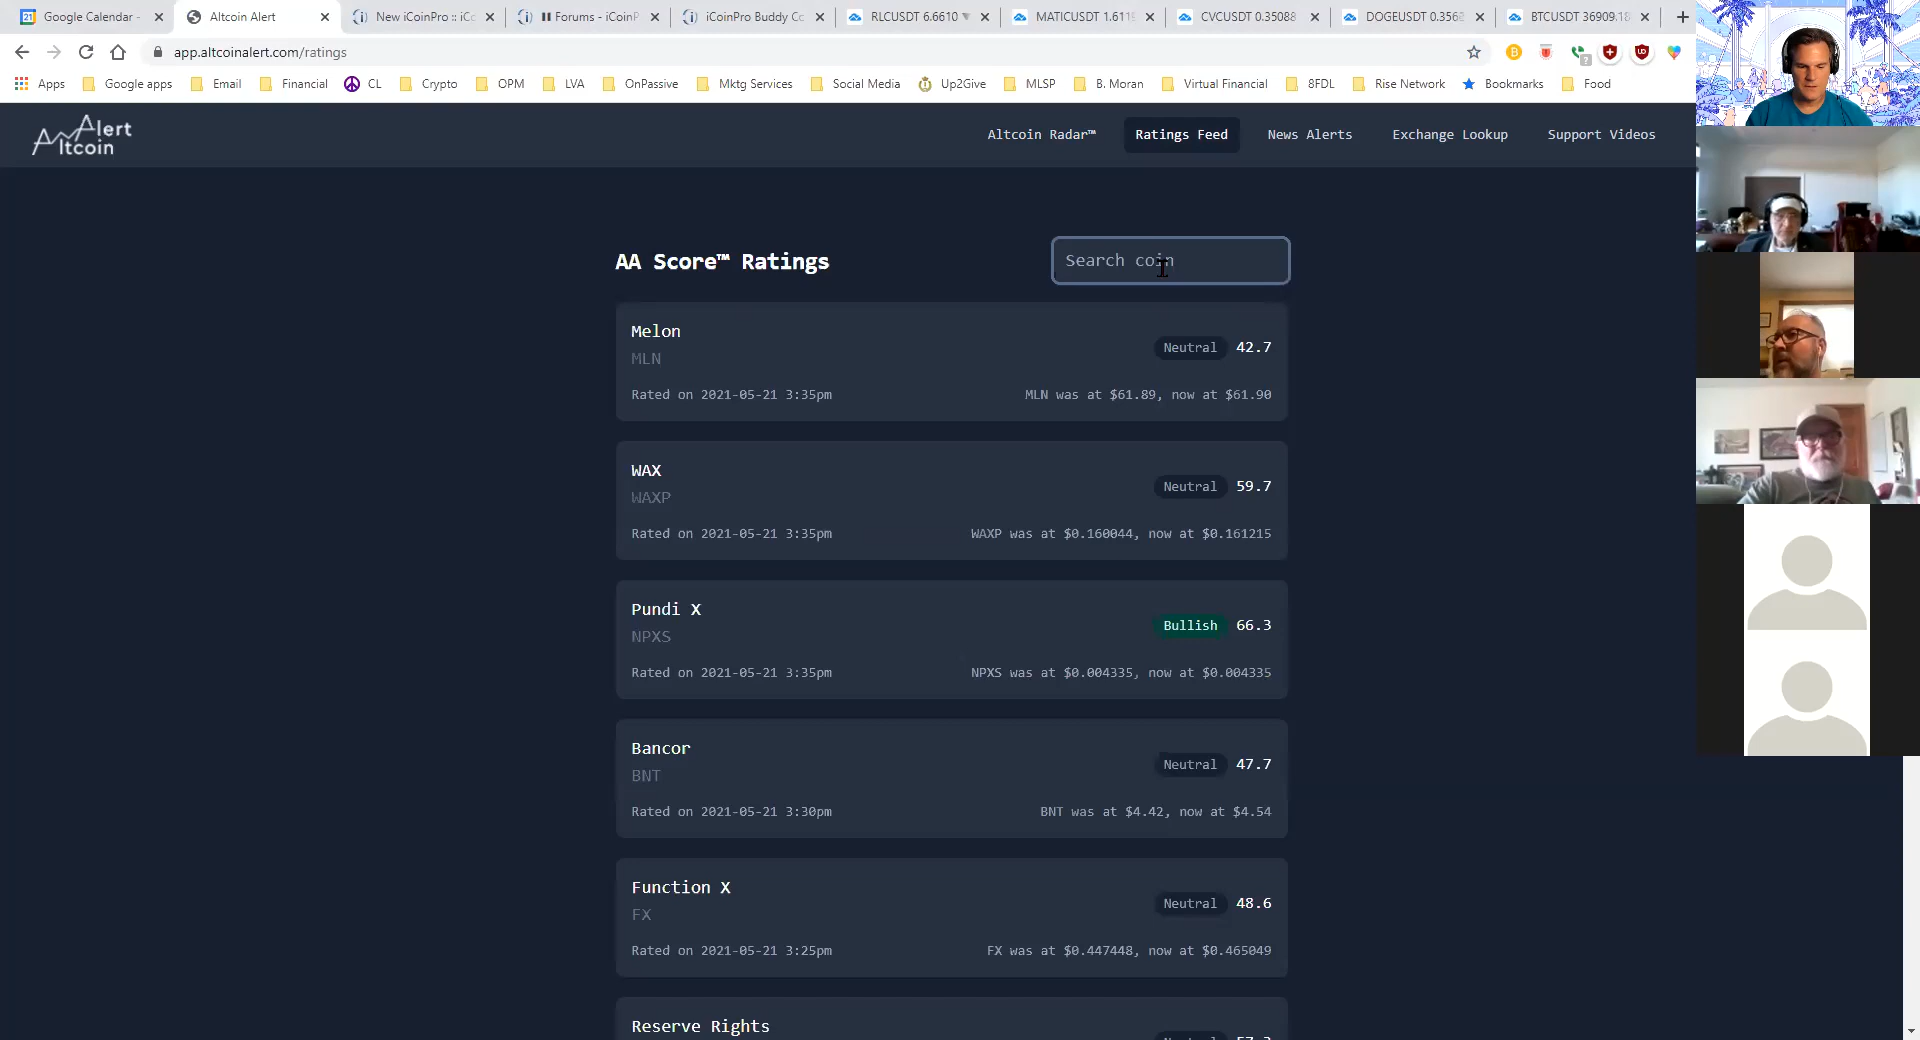 21 Google Calendar -
Altcoin Alert
New iCoinPro :: iCc
Forums - iCoinP
iCoinPro Buddy Cc
RLCUSDT 6.6610 ▼
MATICUSDT 1.611
CVCUSDT 0.35088
DOGEUSDT 0.356
BTCUSDT 36909.18
app.altcoinalert.com/ratings
Apps
Google apps
Email
Financial
CL
Crypto
OPM
LVA
OnPassive
Mktg Services
Social Media
Up2Give
MLSP
B. Moran
Virtual Financial
8FDL
Rise Network
Bookmarks
Food
Alert
Altcoin
Altcoin Radar™
Ratings Feed
News Alerts
Exchange Lookup
Support Videos
AA Score™ Ratings
Search coin
Melon
MLN
Neutral 42.7
Rated on 2021-05-21 3:35pm
MLN was at $61.89, now at $61.90
WAX
WAXP
Neutral 59.7
Rated on 2021-05-21 3:35pm
WAXP was at $0.160044, now at $0.161215
Pundi X
NPXS
Bullish 66.3
Rated on 2021-05-21 3:35pm
NPXS was at $0.004335, now at $0.004335
Bancor
BNT
Neutral 47.7
Rated on 2021-05-21 3:30pm
BNT was at $4.42, now at $4.54
Function X
FX
Neutral 48.6
Rated on 2021-05-21 3:25pm
FX was at $0.447448, now at $0.465049
Reserve Rights